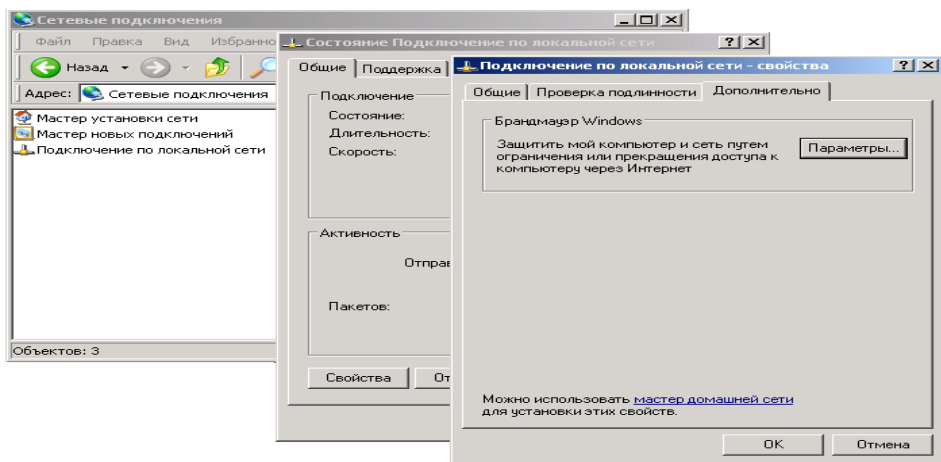 Сетевые подключения
Файл Правка Вид Избранно
Назад
Адрес: Сетевые подключения
Мастер установки сети
Мастер новых подключений
Подключение по локальной сети
Объектов: 3
Состояние Подключение по локальной сети
Общие Поддержка
Подключение
Состояние:
Длительность:
Скорость:
Активность
Отправ
Пакетов:
Свойства От
Подключение по локальной сети - свойства
Общие Проверка подлинности Дополнительно
Брандмауэр Windows
Защитить мой компьютер и сеть путем
ограничения или прекращения доступа к
компьютеру через Интернет
Параметры...
Можно использовать мастер домашней сети
для установки этих свойств.
OK Отмена